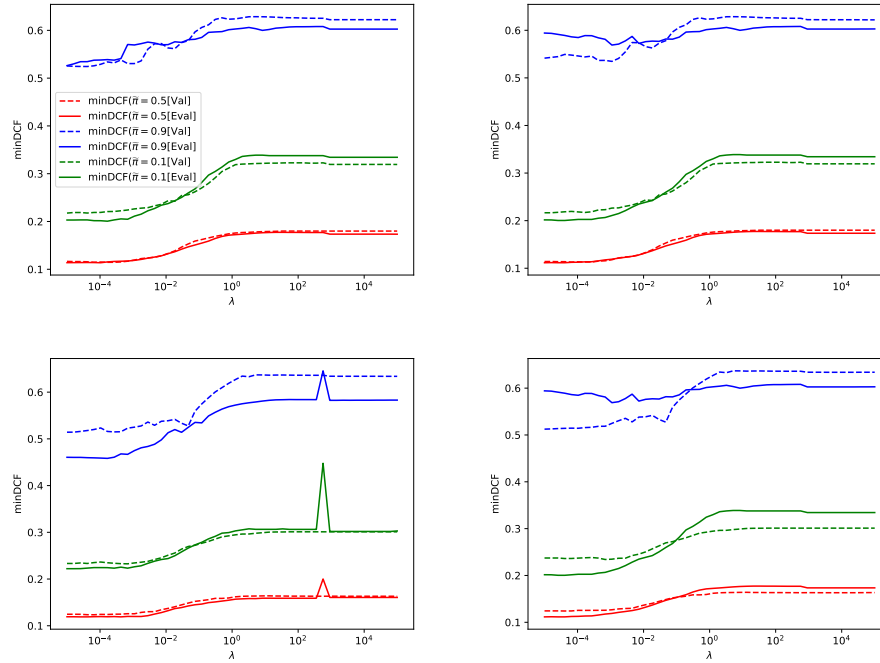 0.6
0.5
0.4
0.3
0.2
0.1
minDCF
minDCF(π̃ = 0.5[Val]
minDCF(π̃ = 0.5[Eval]
minDCF(π̃ = 0.9[Val]
minDCF(π̃ = 0.9[Eval]
minDCF(π̃ = 0.1[Val]
minDCF(π̃ = 0.1[Eval]
10⁻⁴ 10⁻² 10⁰ 10² 10⁴
λ
0.6
0.5
0.4
0.3
0.2
0.1
minDCF
10⁻⁴ 10⁻² 10⁰ 10² 10⁴
λ
0.6
0.5
0.4
0.3
0.2
0.1
minDCF
10⁻⁴ 10⁻² 10⁰ 10² 10⁴
λ
0.6
0.5
0.4
0.3
0.2
0.1
minDCF
10⁻⁴ 10⁻² 10⁰ 10² 10⁴
λ